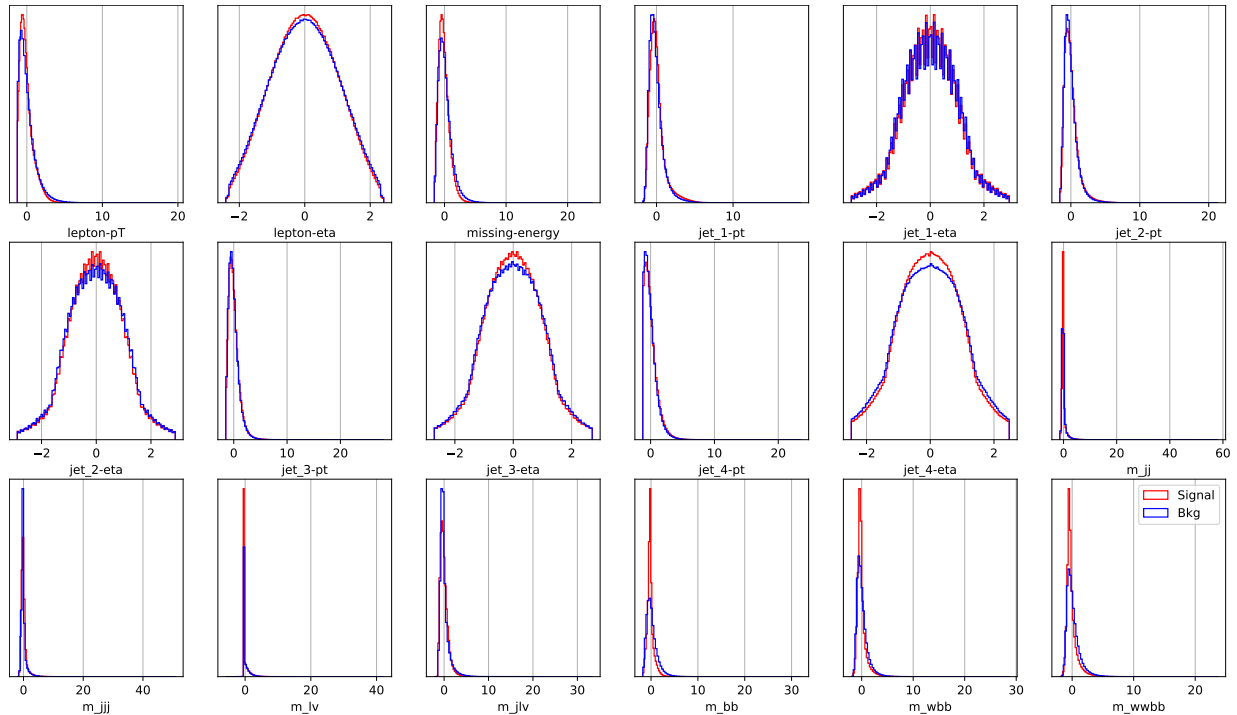 0 10 20
lepton-pT
−2 0 2
lepton-eta
0 10 20
missing-energy
0 10
jet_1-pt
−2 0 2
jet_1-eta
0 10 20
jet_2-pt
−2 0 2
jet_2-eta
0 10 20
jet_3-pt
−2 0 2
jet_3-eta
0 10 20
jet_4-pt
−2 0 2
jet_4-eta
0 20 40 60
m_jj
0 20 40
m_jjj
0 10 20 30 40
m_lv
0 10 20 30
m_jlv
0 10 20 30
m_bb
0 10 20 30
m_wbb
Signal
Bkg
0 10 20
m_wwbb